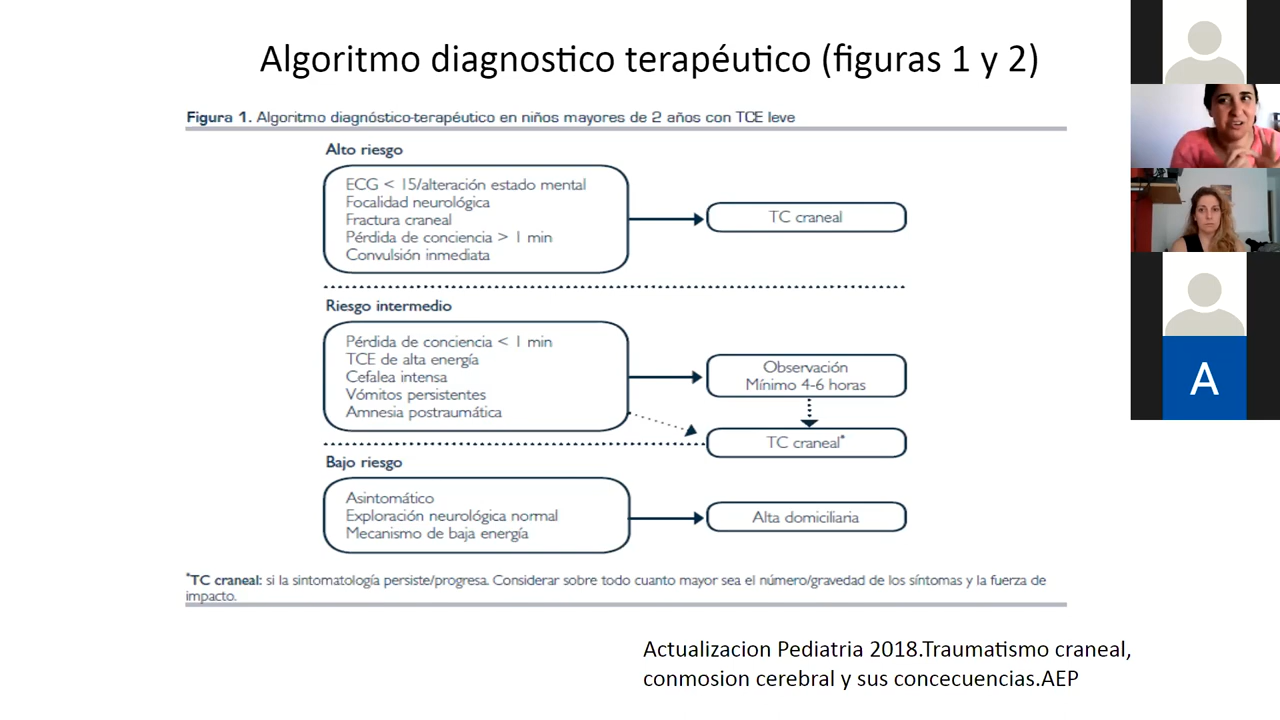 Algoritmo diagnostico terapéutico (figuras 1 y 2)
Figura 1. Algoritmo diagnóstico-terapéutico en niños mayores de 2 años con TCE leve
Alto riesgo
ECG < 15/alteración estado mental
Focalidad neurológica
Fractura craneal
Pérdida de conciencia > 1 min
Convulsión inmediata
TC craneal
Riesgo intermedio
Pérdida de conciencia < 1 min
TCE de alta energía
Cefalea intensa
Vómitos persistentes
Amnesia postraumática
Observación
Mínimo 4-6 horas
TC craneal*
Bajo riesgo
Asintomático
Exploración neurológica normal
Mecanismo de baja energía
Alta domiciliaria
*TC craneal: si la sintomatología persiste/progresa. Considerar sobre todo cuanto mayor sea el número/gravedad de los síntomas y la fuerza de
impacto.
Actualizacion Pediatria 2018.Traumatismo craneal,
conmosion cerebral y sus concecuencias.AEP
A